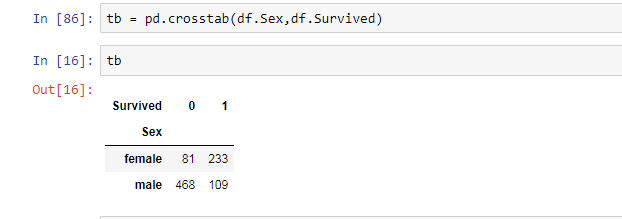 In [86]: tb = pd.crosstab(df.Sex,df.Survived)
In [16]: tb
Out[16]:
Survived 0 1
Sex
female 81 233
male 468 109